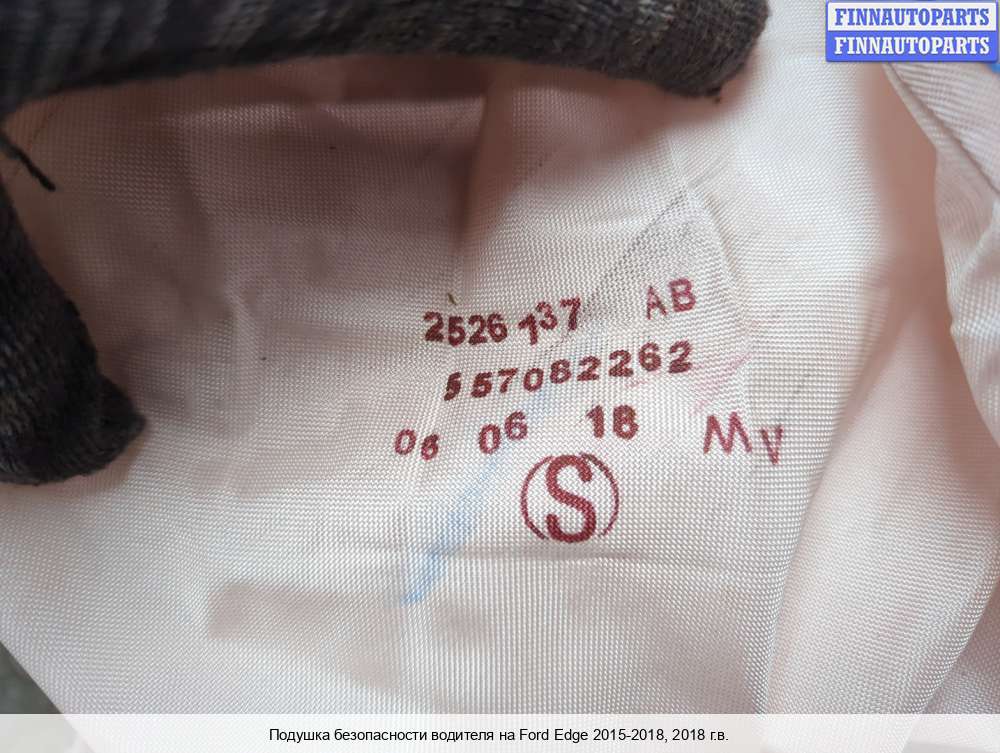 FINNAUTOPARTS
FINNAUTOPARTS
2526137 AB
557082262
06 06 18 MV
S
Подушка безопасности водителя на Ford Edge 2015-2018, 2018 г.в.